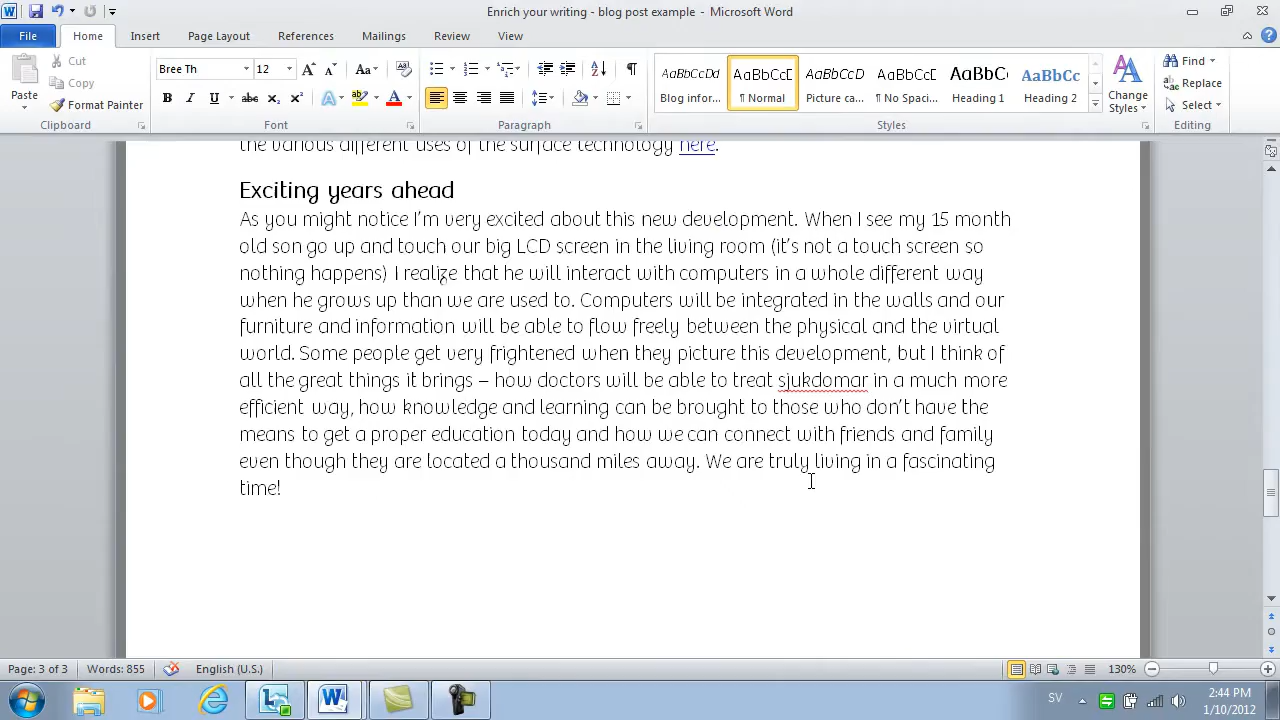 Enrich your writing - blog post example - Microsoft Word
File Home Insert Page Layout References Mailings Review View
Cut
Copy
Format Painter
Paste
Clipboard
Bree Th 12
Font
Paragraph
AaBbCcDd AaBbCcD AaBbCcD AaBbCcD AaBbC AaBbCc
Blog infor... ¶ Normal Picture ca... ¶ No Spaci... Heading 1 Heading 2
Change Styles
Styles
Find
Replace
Select
Editing
the various different uses of the surface technology here.
Exciting years ahead
As you might notice I'm very excited about this new development. When I see my 15 month
old son go up and touch our big LCD screen in the living room (it's not a touch screen so
nothing happens) I realize that he will interact with computers in a whole different way
when he grows up than we are used to. Computers will be integrated in the walls and our
furniture and information will be able to flow freely between the physical and the virtual
world. Some people get very frightened when they picture this development, but I think of
all the great things it brings – how doctors will be able to treat sjukdomar in a much more
efficient way, how knowledge and learning can be brought to those who don't have the
means to get a proper education today and how we can connect with friends and family
even though they are located a thousand miles away. We are truly living in a fascinating
time!
Page: 3 of 3 Words: 855 English (U.S.) 130%
SV 2:44 PM
1/10/2012